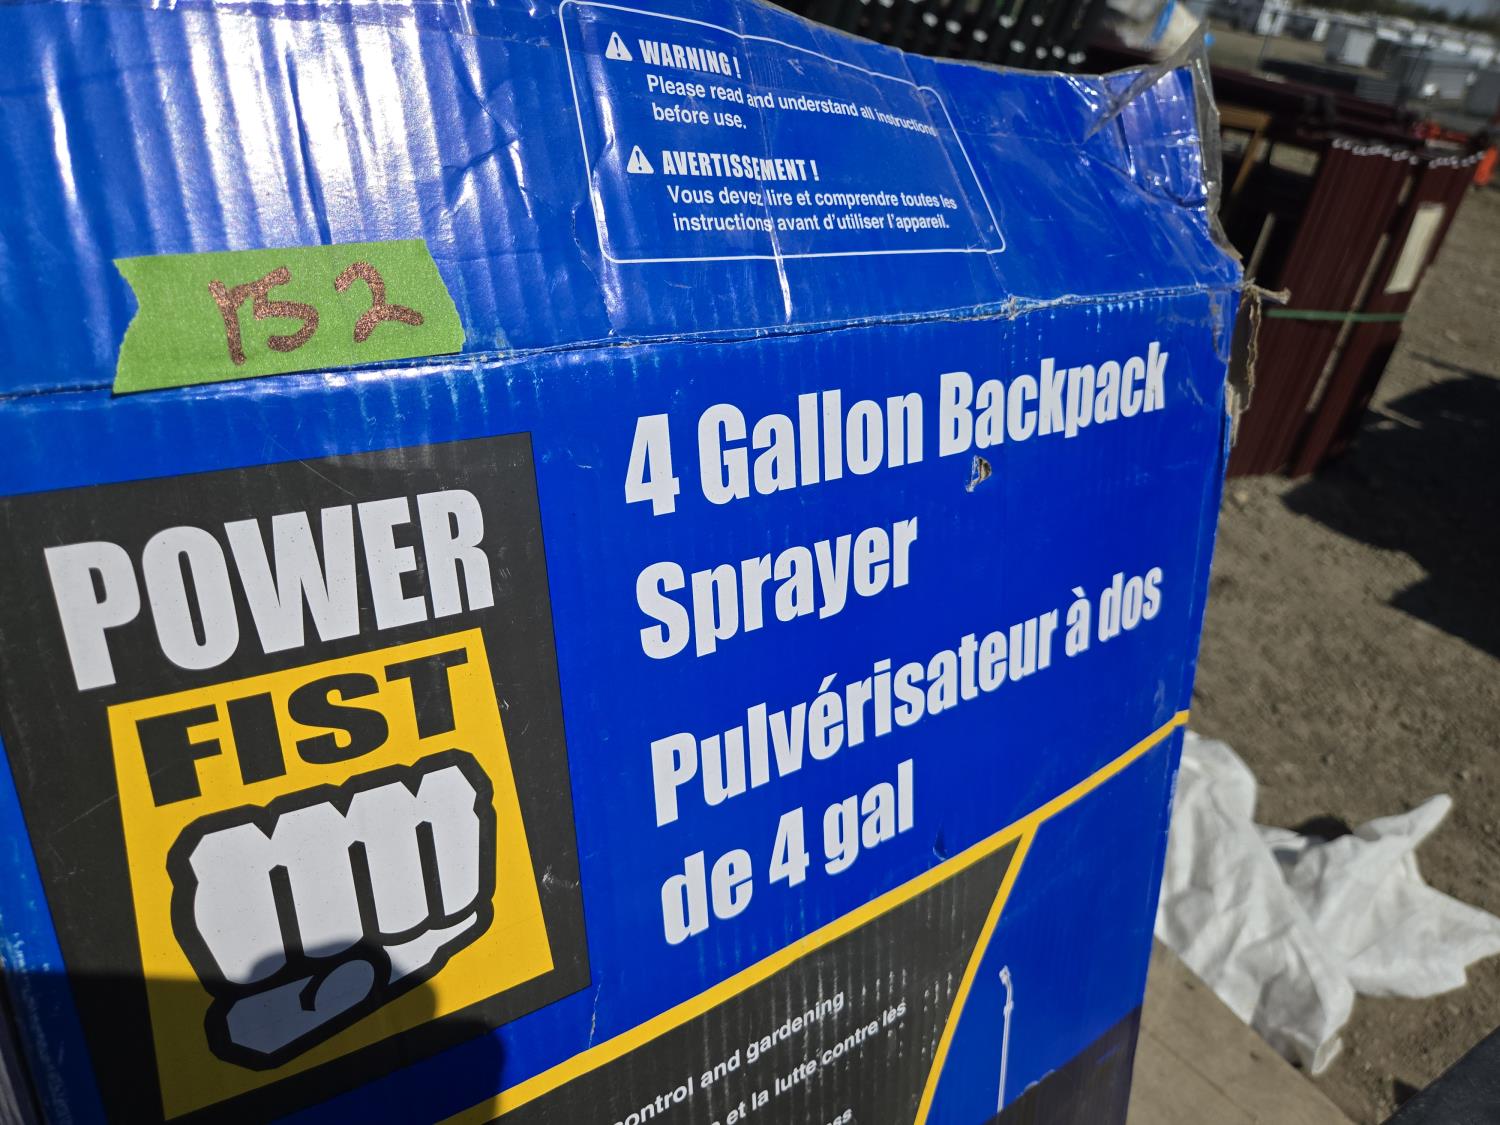 WARNING!
Please read and understand all instructions
before use.
AVERTISSEMENT !
Vous devez lire et comprendre toutes les
instructions avant d'utiliser l'appareil.
152
4 Gallon Backpack
Sprayer
Pulvérisateur à dos
de 4 gal
POWER
FIST
and gardening
et la lutte contre les